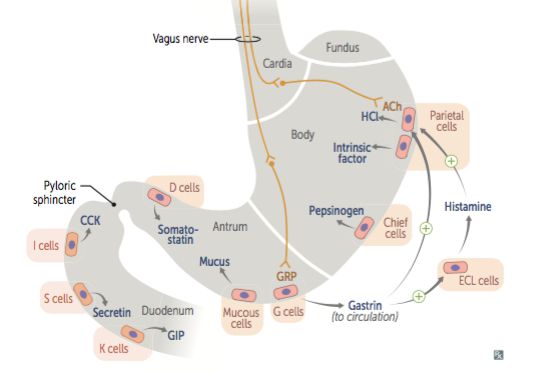 Vagus nerve
Fundus
Cardia
ACh
HCl
Parietal
cells
Body
Intrinsic
factor
D cells
Pyloric
sphincter
CCK
Somato-
statin
Antrum
Pepsinogen
Chief
cells
Histamine
I cells
Mucus
GRP
ECL cells
S cells
Secretin
Duodenum
Mucous
cells
G cells
Gastrin
(to circulation)
GIP
K cells